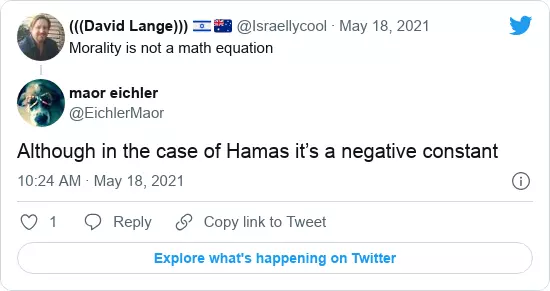 (((David Lange))) 🇮🇱🇦🇺 @Israellycool · May 18, 2021
Morality is not a math equation
maor eichler
@EichlerMaor
Although in the case of Hamas it’s a negative constant
10:24 AM · May 18, 2021
1 Reply Copy link to Tweet
Explore what's happening on Twitter